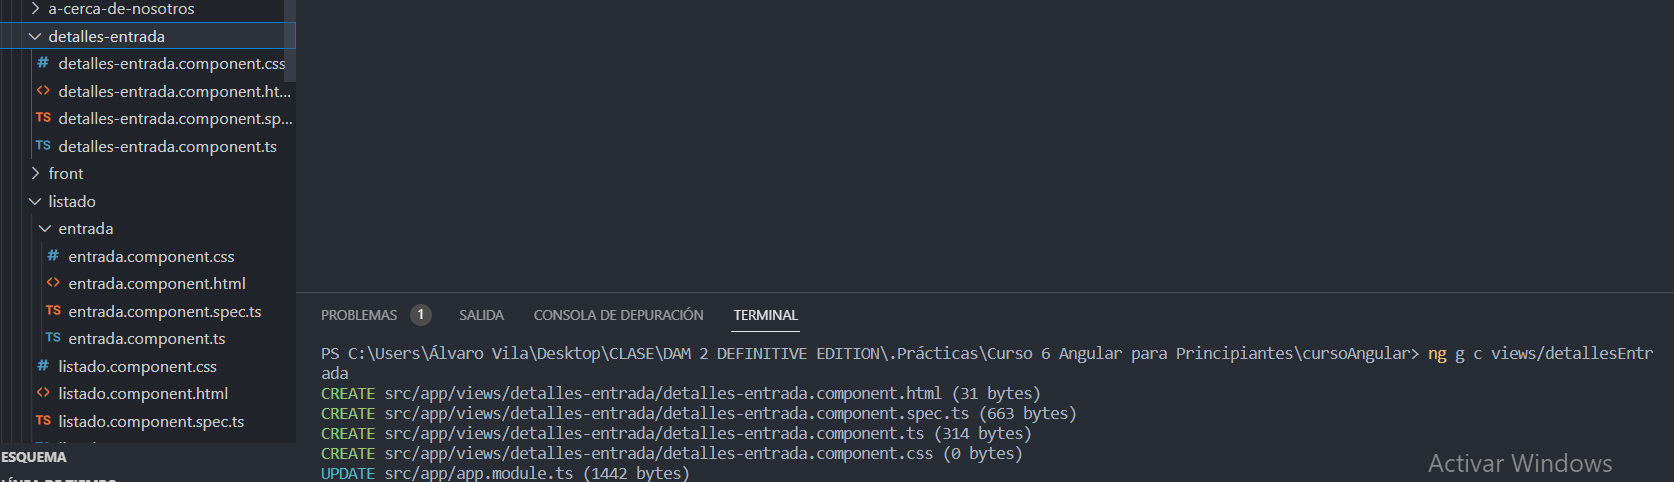 a-cerca-de-nosotros
detalles-entrada
# detalles-entrada.component.css
<> detalles-entrada.component.ht...
TS detalles-entrada.component.sp...
TS detalles-entrada.component.ts
front
listado
entrada
# entrada.component.css
<> entrada.component.html
TS entrada.component.spec.ts
TS entrada.component.ts
# listado.component.css
<> listado.component.html
TS listado.component.spec.ts
ESQUEMA
LÍNEA DE TIEMPO
PROBLEMAS 1 SALIDA CONSOLA DE DEPURACIÓN TERMINAL
PS C:\Users\Álvaro Vila\Desktop\CLASE\DAM 2 DEFINITIVE EDITION\.Prácticas\Curso 6 Angular para Principiantes\cursoAngular> ng g c views/detallesEntr
ada
CREATE src/app/views/detalles-entrada/detalles-entrada.component.html (31 bytes)
CREATE src/app/views/detalles-entrada/detalles-entrada.component.spec.ts (663 bytes)
CREATE src/app/views/detalles-entrada/detalles-entrada.component.ts (314 bytes)
CREATE src/app/views/detalles-entrada/detalles-entrada.component.css (0 bytes)
UPDATE src/app/app.module.ts (1442 bytes)
Activar Windows